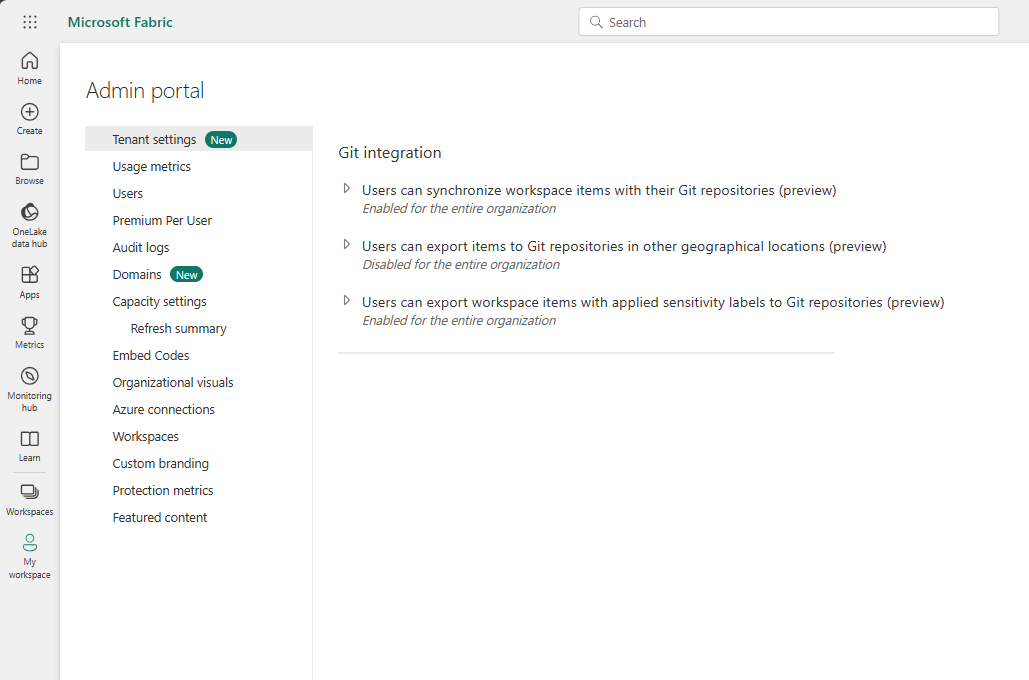 Microsoft Fabric
Search
Home
Create
Browse
OneLake
data hub
Apps
Metrics
Monitoring
hub
Learn
Workspaces
My
workspace
Admin portal
Tenant settings New
Usage metrics
Users
Premium Per User
Audit logs
Domains New
Capacity settings
Refresh summary
Embed Codes
Organizational visuals
Azure connections
Workspaces
Custom branding
Protection metrics
Featured content
Git integration
Users can synchronize workspace items with their Git repositories (preview)
Enabled for the entire organization
Users can export items to Git repositories in other geographical locations (preview)
Disabled for the entire organization
Users can export workspace items with applied sensitivity labels to Git repositories (preview)
Enabled for the entire organization